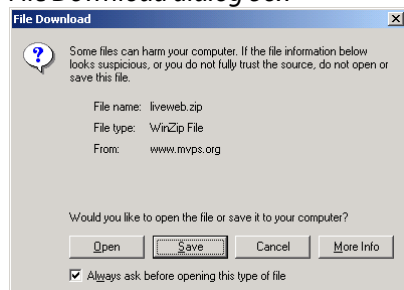 File Download
Some files can harm your computer. If the file information below
looks suspicious, or you do not fully trust the source, do not open or
save this file.
File name: liveweb.zip
File type: WinZip File
From: www.mvps.org
Would you like to open the file or save it to your computer?
Open Save Cancel More Info
Always ask before opening this type of file